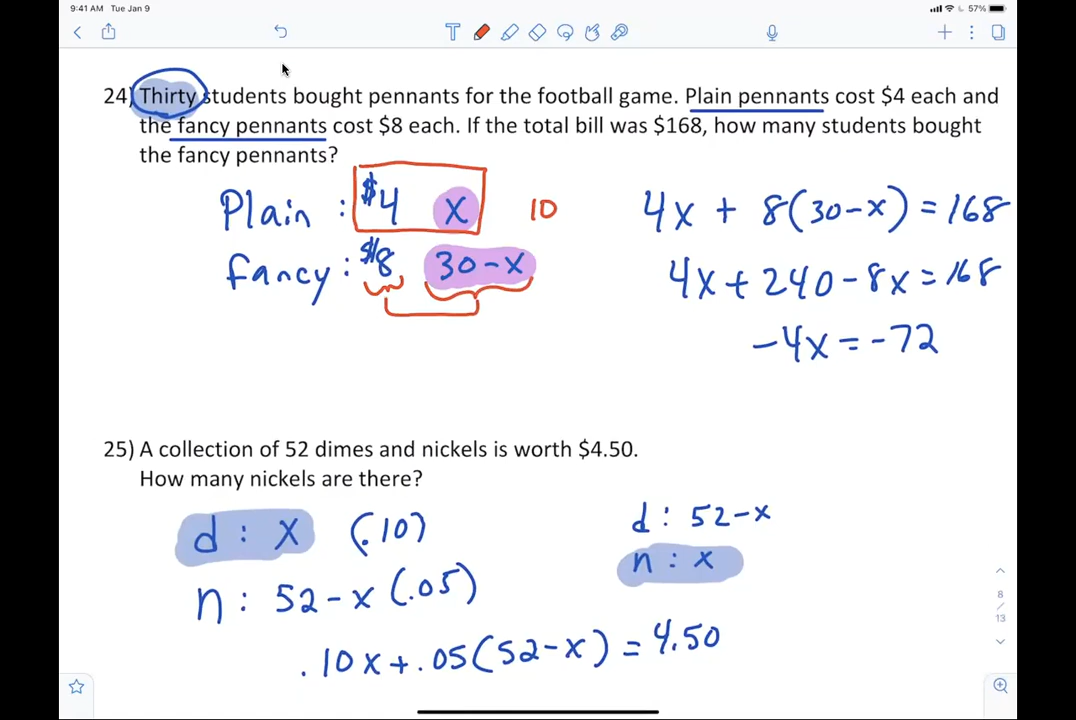 9:41 AM Tue Jan 9
57%
24) Thirty students bought pennants for the football game. Plain pennants cost $4 each and
the fancy pennants cost $8 each. If the total bill was $168, how many students bought
the fancy pennants?
Plain : $4 x 10
fancy : $8 30-x
4x + 8(30-x) = 168
4x + 240 - 8x = 168
-4x = -72
25) A collection of 52 dimes and nickels is worth $4.50.
How many nickels are there?
d : x (.10)
n : 52-x (.05)
d : 52-x
n : x
.10x + .05(52-x) = 4.50
8
/
13